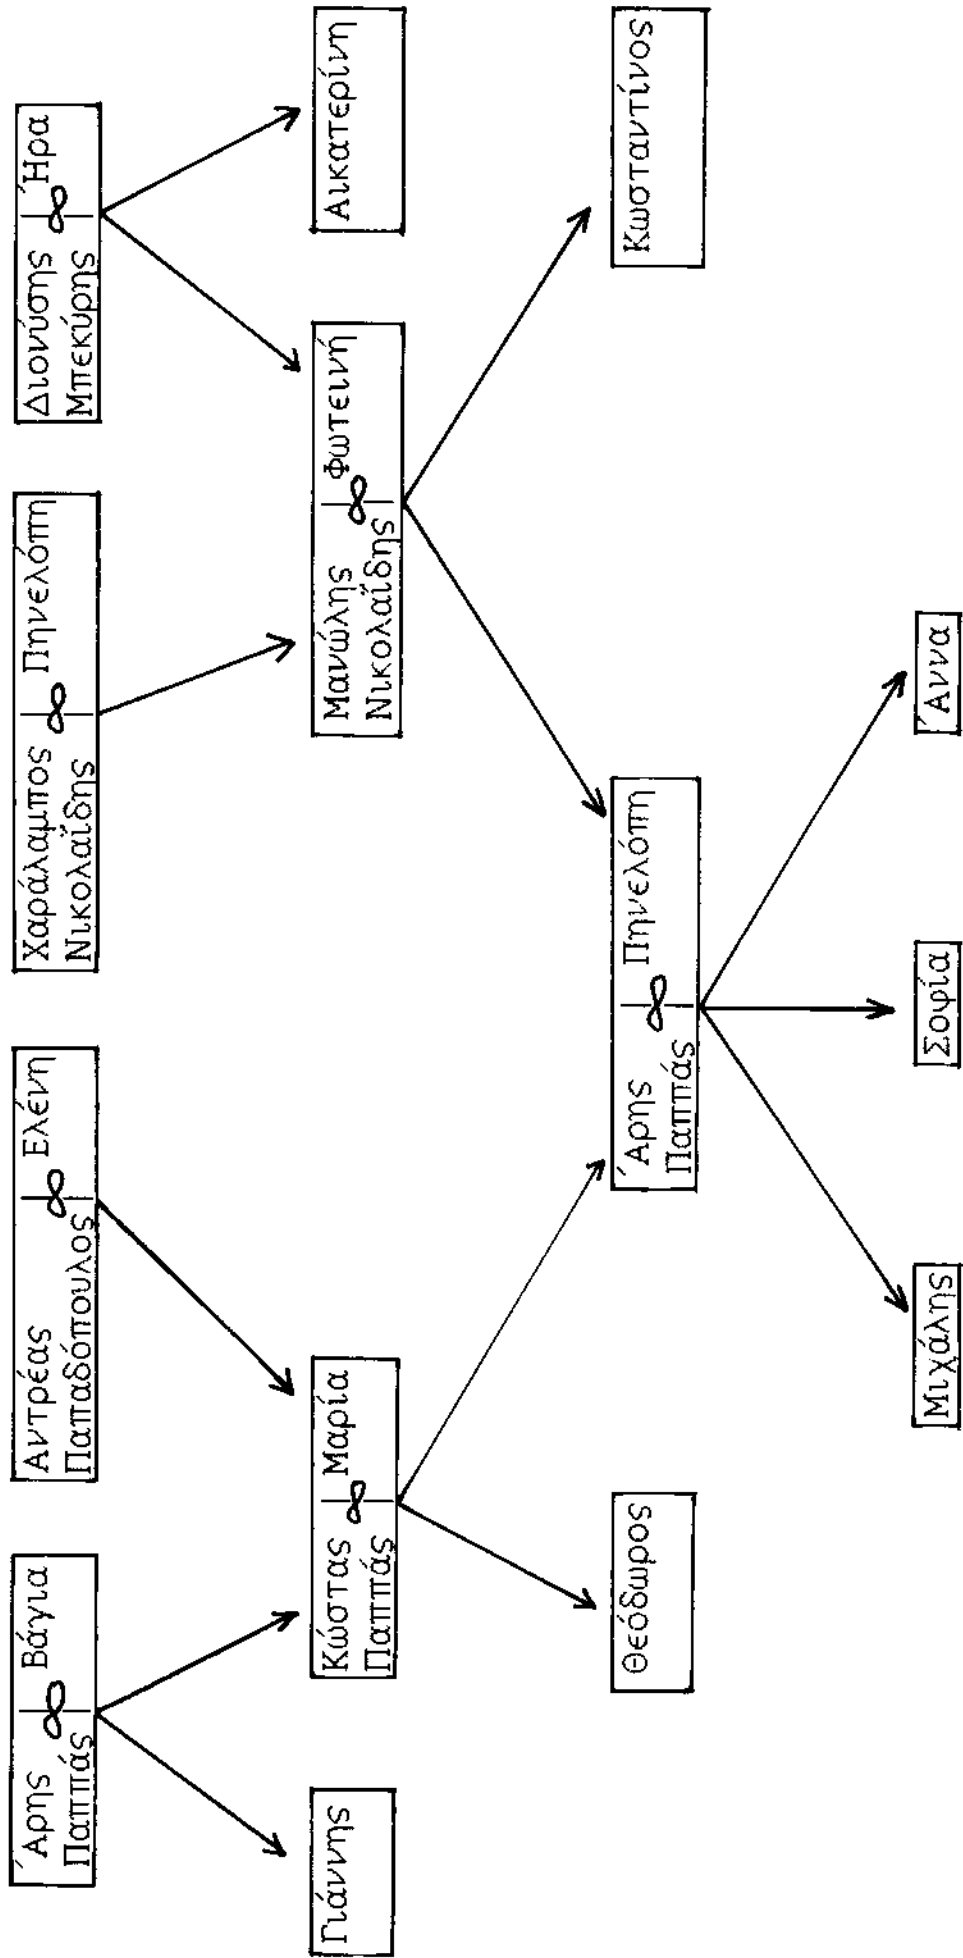 Άρης Βάγια
Παππάς
Αντρέας Ελένη
Παπαδόπουλος
Χαράλαμπος Πηνελόπη
Νικολαΐδης
Διονύσης Ήρα
Μπεκύρης
Γιάννης
Κώστας Μαρία
Παππάς
Μανώλης Φωτεινή
Νικολαΐδης
Αικατερίνη
Θεόδωρος
Άρης Πηνελόπη
Παππάς
Κωσταντίνος
Μιχάλης
Σοφία
Άννα